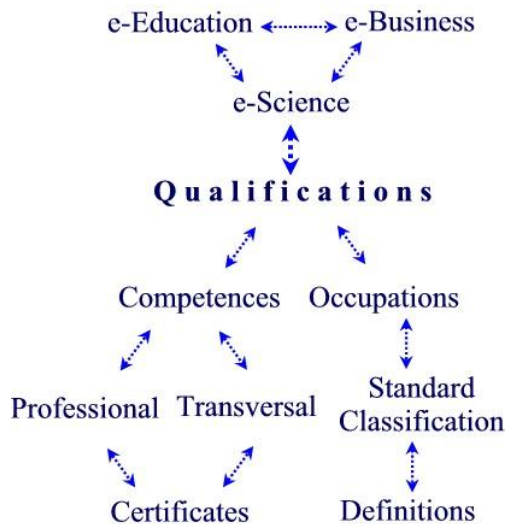 e-Education e-Business
e-Science
Qualifications
Competences Occupations
Professional Transversal Standard
Classification
Certificates Definitions